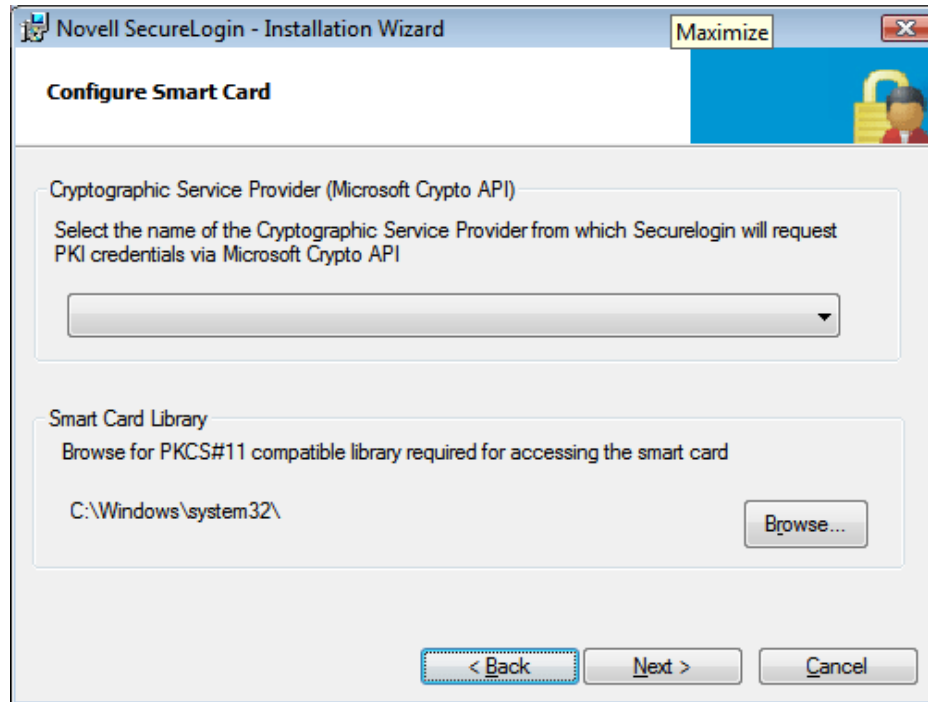 Novell SecureLogin - Installation Wizard
Maximize
Configure Smart Card
Cryptographic Service Provider (Microsoft Crypto API)
Select the name of the Cryptographic Service Provider from which Securelogin will request
PKI credentials via Microsoft Crypto API
Smart Card Library
Browse for PKCS#11 compatible library required for accessing the smart card
C:\Windows\system32\
Browse...
< Back
Next >
Cancel